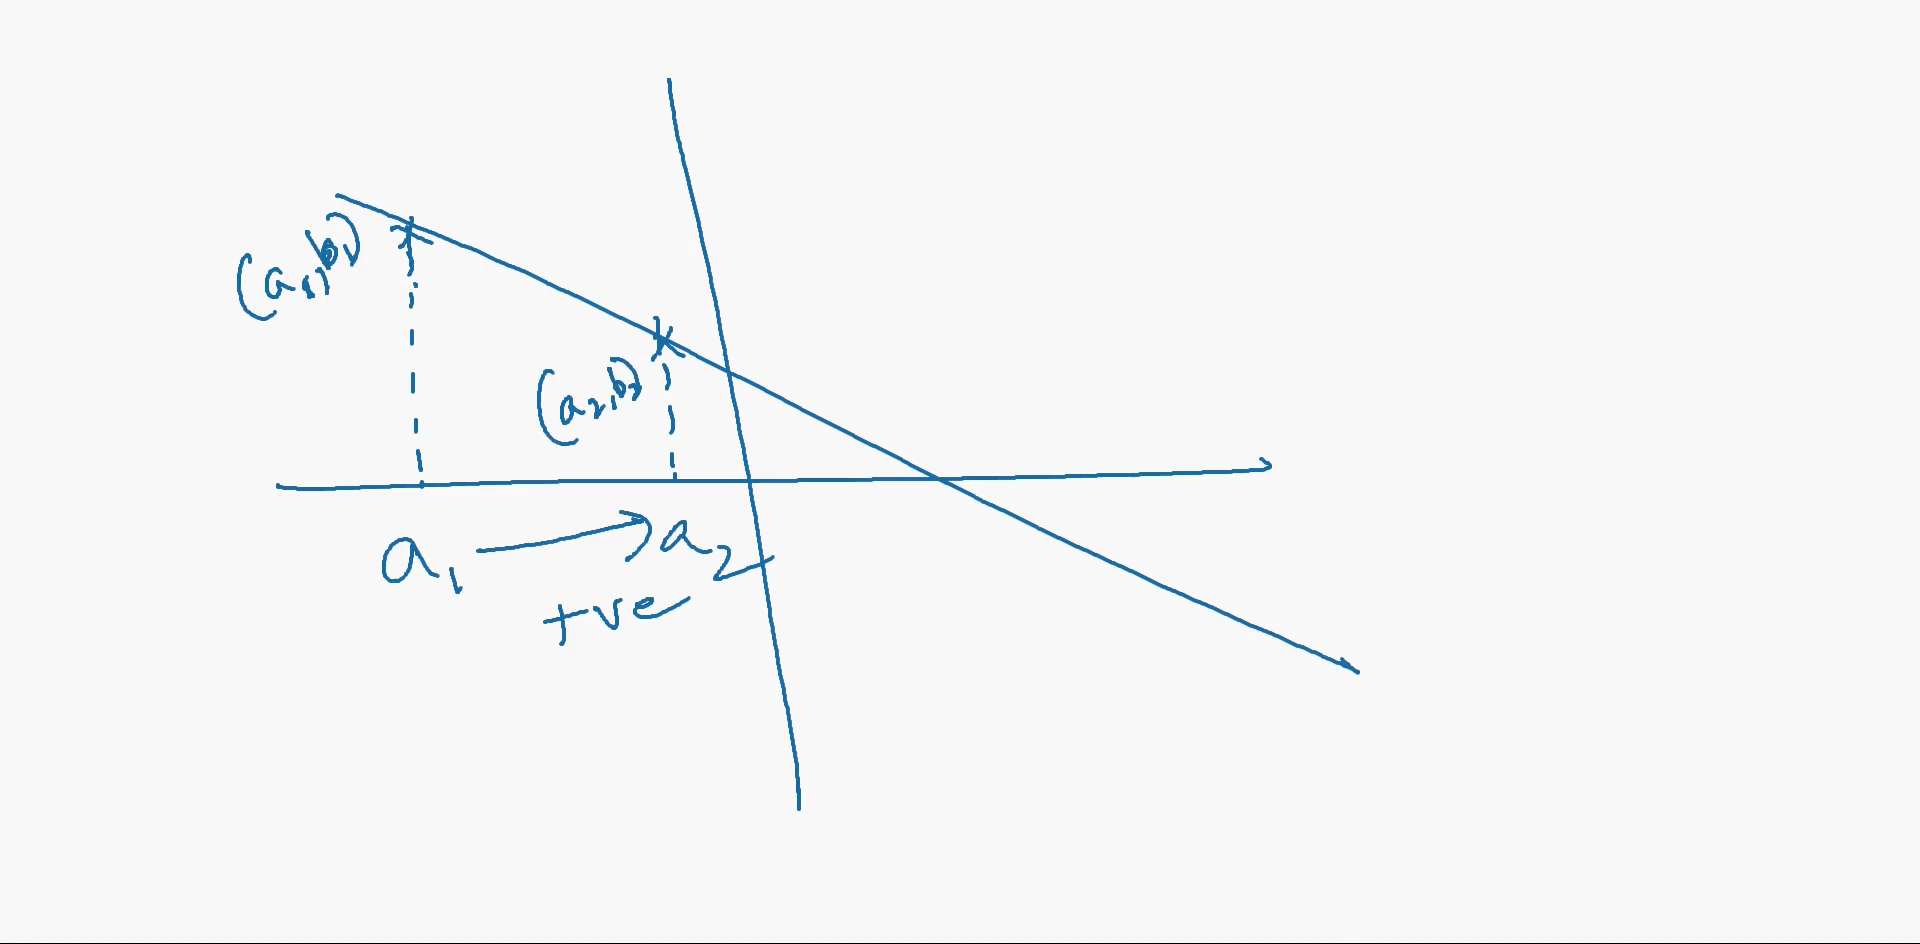 (a₁, b₁)
(a₂, b₂)
a₁ → a₂
+ve